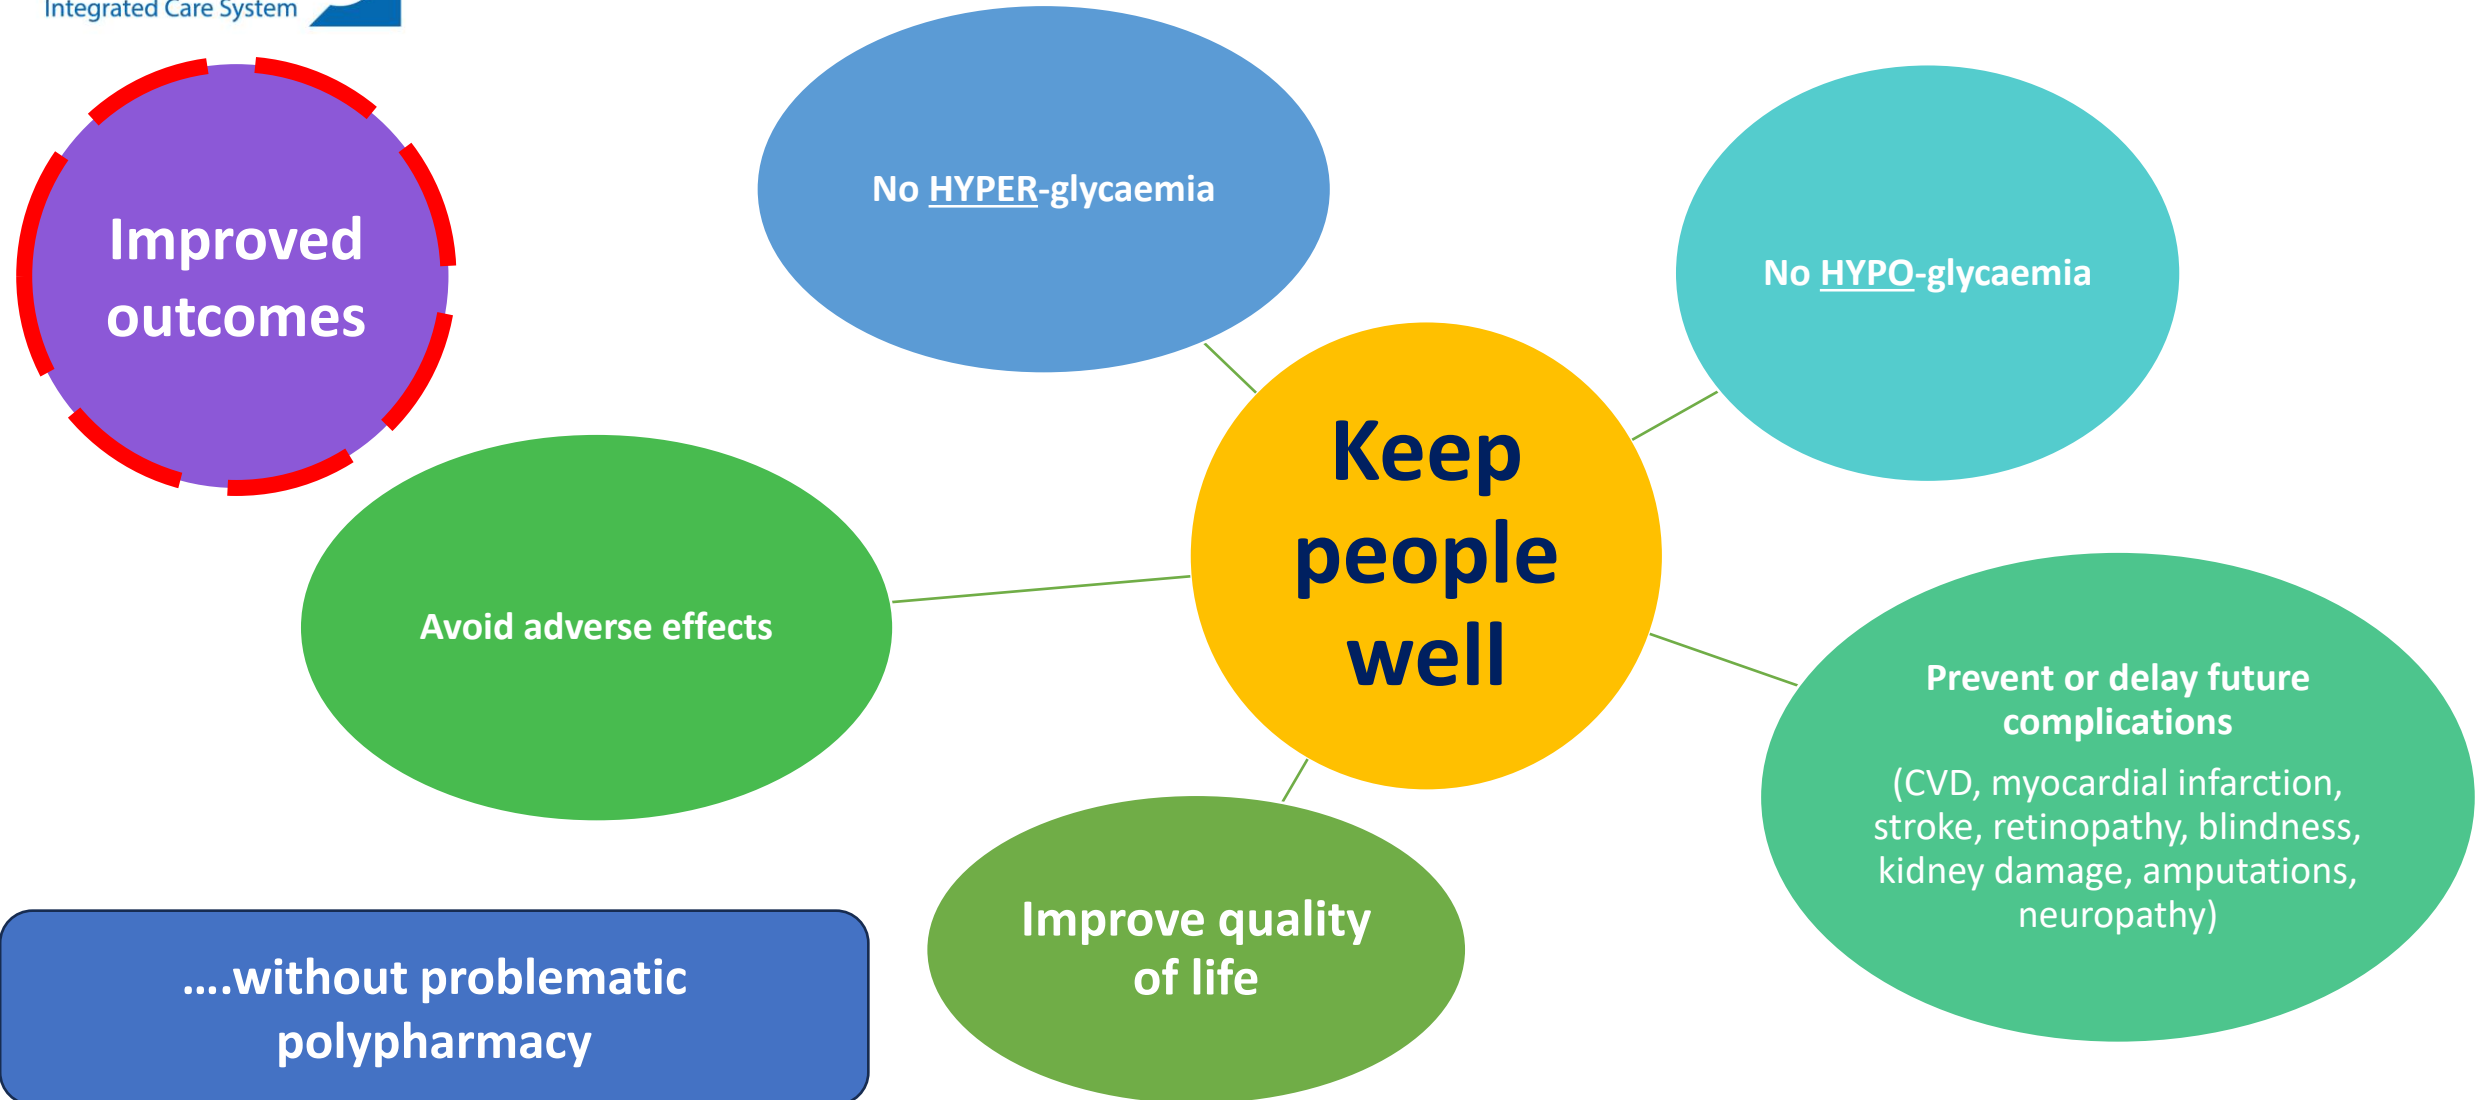 Integrated Care System
Improved
outcomes
No HYPER-glycaemia
No HYPO-glycaemia
Keep
people
well
Avoid adverse effects
Prevent or delay future
complications
(CVD, myocardial infarction,
stroke, retinopathy, blindness,
kidney damage, amputations,
neuropathy)
Improve quality
of life
....without problematic
polypharmacy